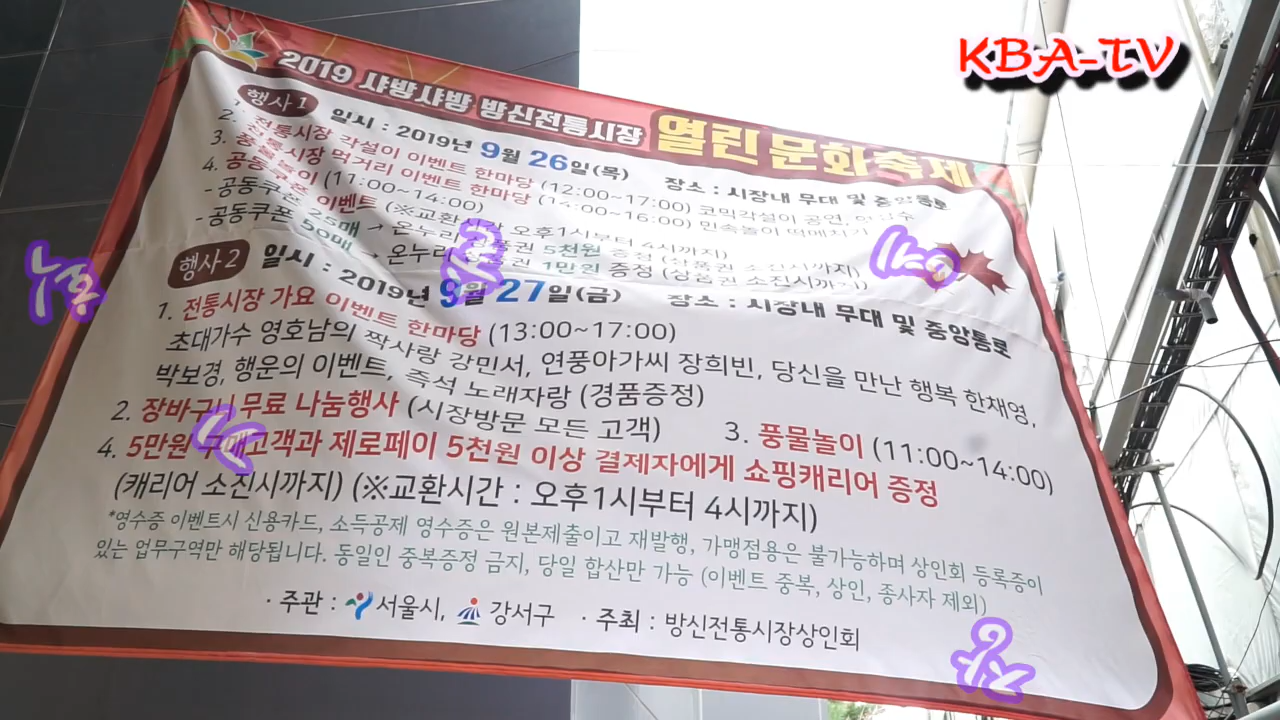 KBA-TV
2019 샤방샤방 방신전통시장 열린문화축제
행사1 일시 : 2019년 9월 26일(목) 장소 : 시장내 무대 및 중앙통로
1. 전통시장 각설이 이벤트 한마당 (12:00~17:00) 코믹각설이 공연,
2. 전통시장 먹거리 이벤트 한마당 (14:00~16:00) 민속놀이 떡메치기
3. 풍물놀이 (11:00~14:00)
4. 공동쿠폰 이벤트 (※교환시간 오후1시부터 4시까지)
- 공동쿠폰 25매 → 온누리상품권 5천원 증정 (상품권 소진시까지)
- 공동쿠폰 50매 → 온누리상품권 1만원 증정 (상품권 소진시까지)
행사2 일시 : 2019년 9월 27일(금) 장소 : 시장내 무대 및 중앙통로
1. 전통시장 가요 이벤트 한마당 (13:00~17:00)
초대가수 영호남의 짝사랑 강민서, 연풍아가씨 장희빈, 당신을 만난 행복 한채영,
박보경, 행운의 이벤트, 즉석 노래자랑 (경품증정)
2. 장바구니무료 나눔행사 (시장방문 모든 고객) 3. 풍물놀이 (11:00~14:00)
4. 5만원 구매고객과 제로페이 5천원 이상 결제자에게 쇼핑캐리어 증정
(캐리어 소진시까지) (※교환시간 : 오후1시부터 4시까지)
*영수증 이벤트시 신용카드, 소득공제 영수증은 원본제출이고 재발행, 가맹점용은 불가능하며 상인회 등록증이
있는 업무구역만 해당됩니다. 동일인 중복증정 금지, 당일 합산만 가능 (이벤트 중복, 상인, 종사자 제외)
· 주관 : 서울시, 강서구 · 주최 : 방신전통시장상인회